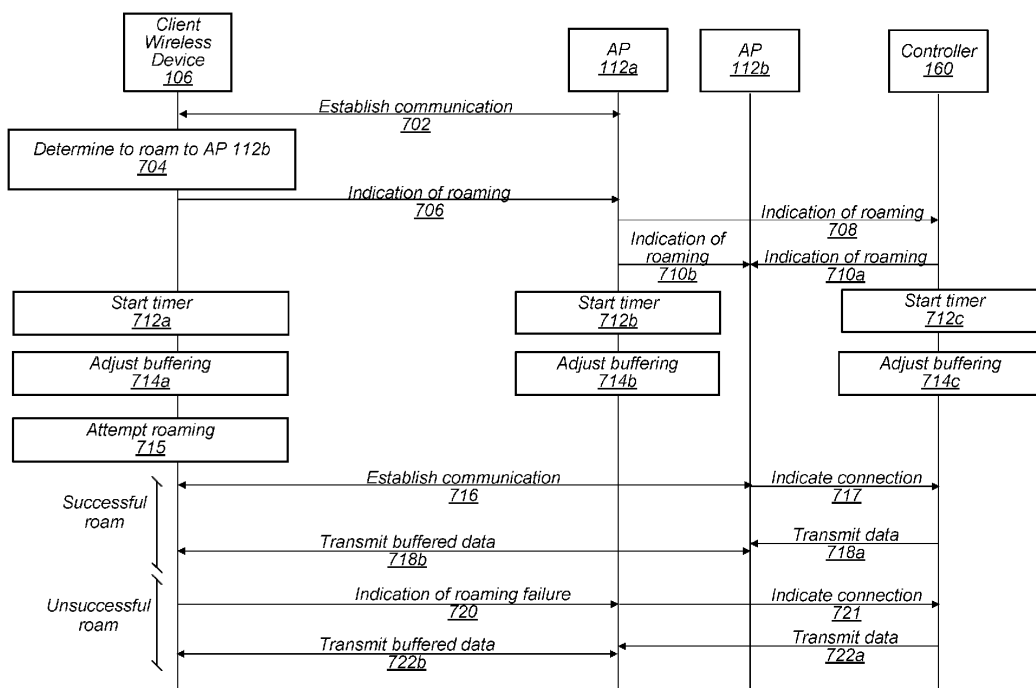 Client
Wireless
Device
106
AP
112a
AP
112b
Controller
160
Establish communication
702
Determine to roam to AP 112b
704
Indication of roaming
706
Indication of roaming
708
Indication of
roaming
710b
Indication of roaming
710a
Start timer
712a
Start timer
712b
Start timer
712c
Adjust buffering
714a
Adjust buffering
714b
Adjust buffering
714c
Attempt roaming
715
Successful
roam
Establish communication
716
Indicate connection
717
Transmit buffered data
718b
Transmit data
718a
Unsuccessful
roam
Indication of roaming failure
720
Indicate connection
721
Transmit buffered data
722b
Transmit data
722a